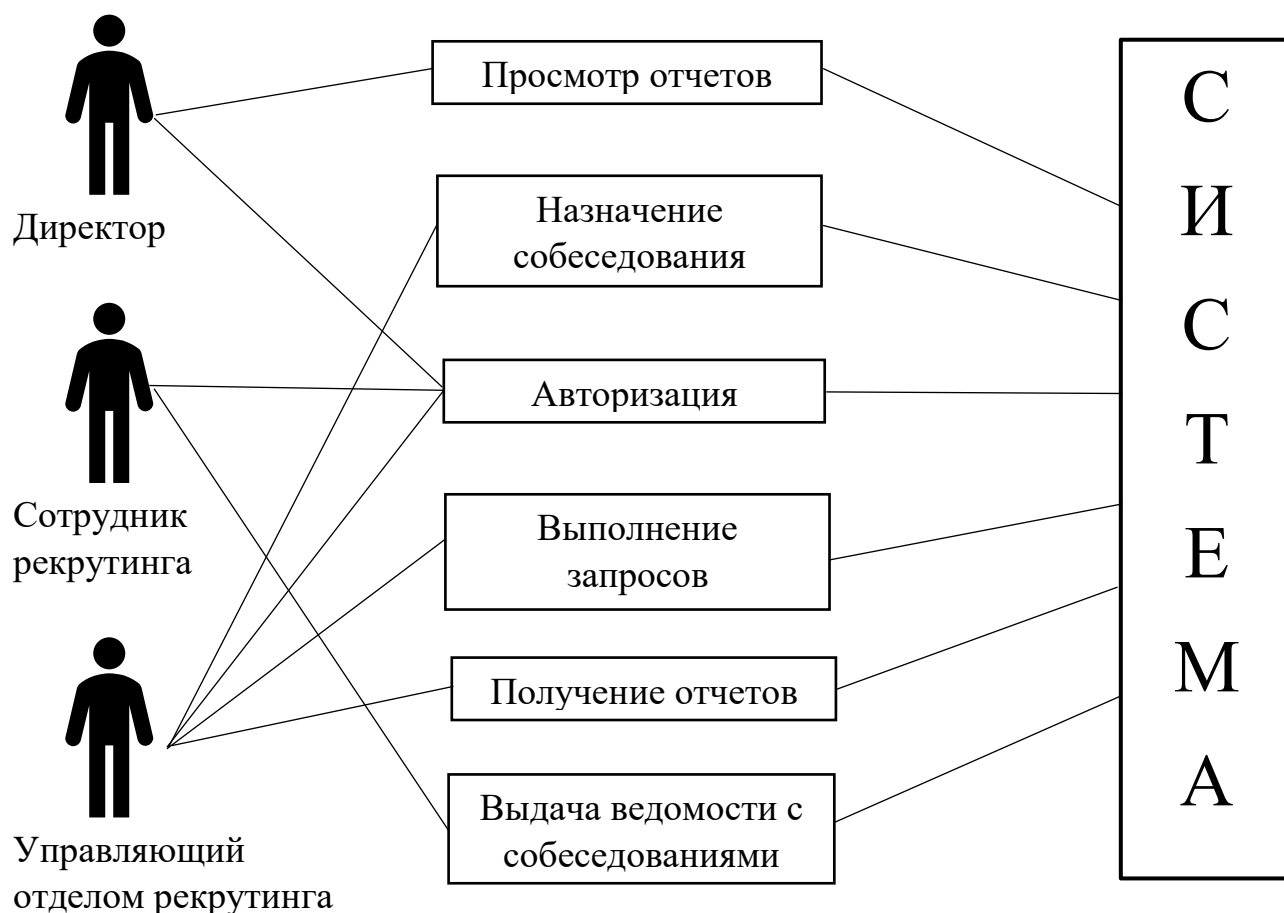 Директор
Сотрудник
рекрутинга
Управляющий
отделом рекрутинга
Просмотр отчетов
Назначение
собеседования
Авторизация
Выполнение
запросов
Получение отчетов
Выдача ведомости с
собеседованиями
С
И
С
Т
Е
М
А